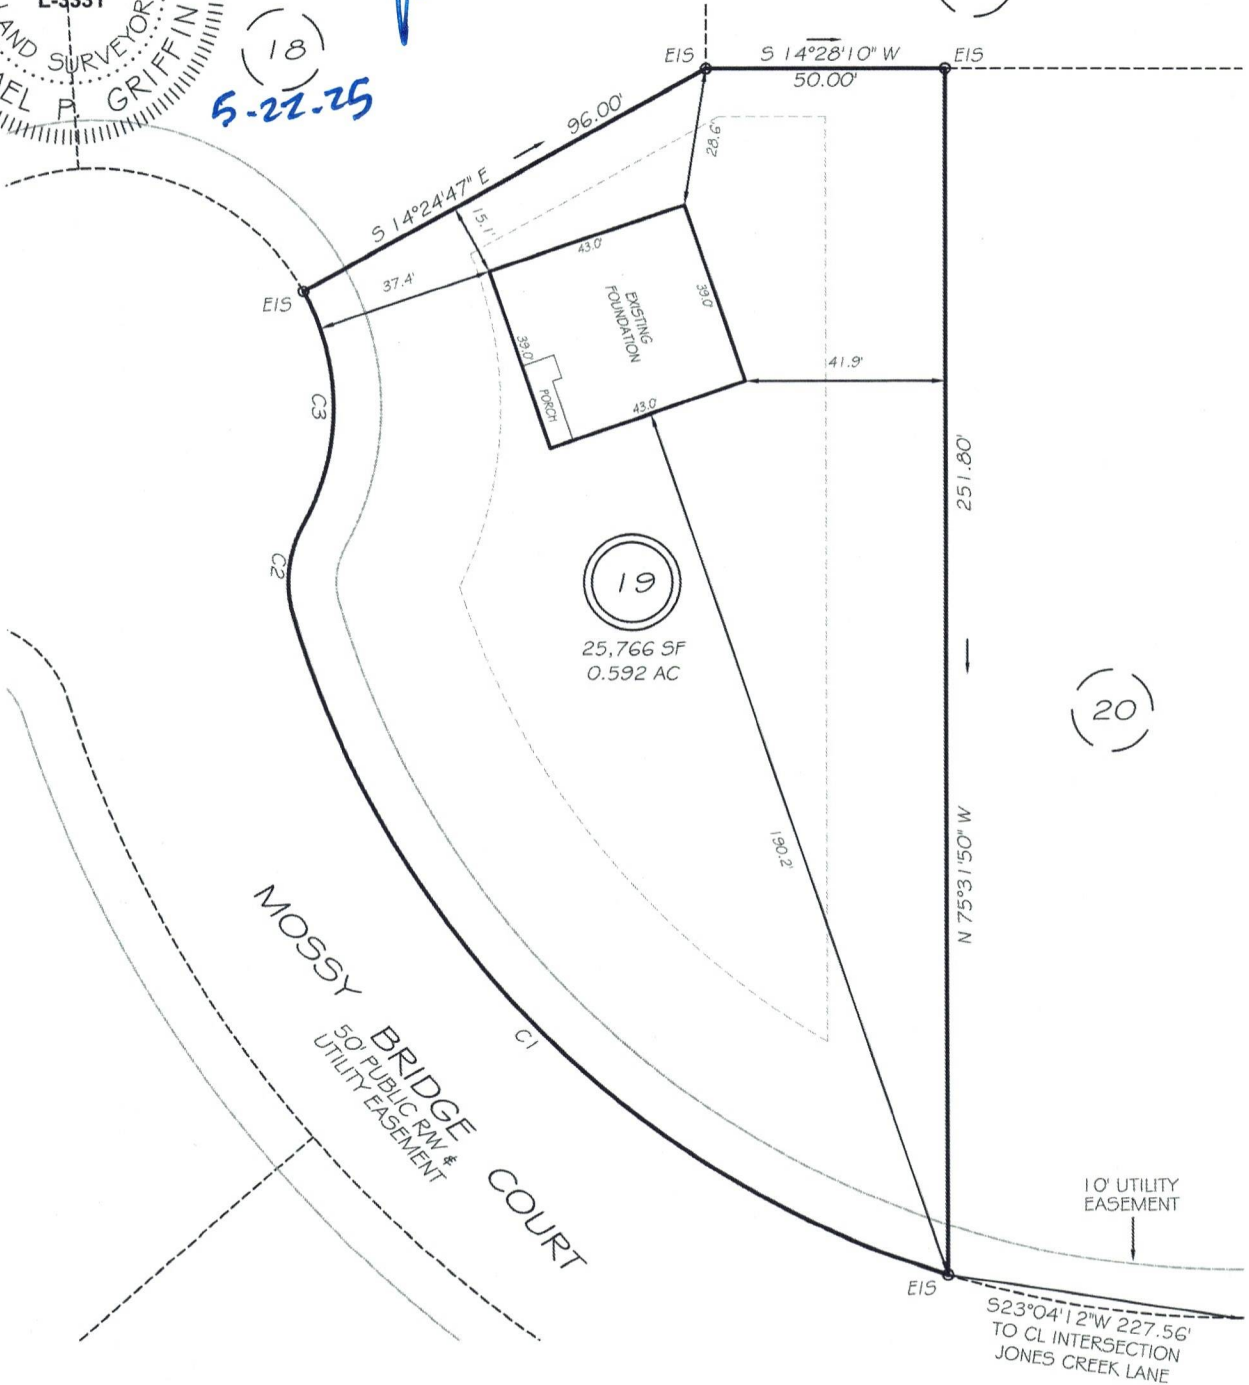 L-3331
LAND SURVEYOR
AEL P. GRIFFIN
18
5-22-25
EIS
S 14°28'10" W
50.00'
EIS
96.00'
S 14°24'47" E
28.6'
15.1'
43.0'
37.4'
EIS
EXISTING
FOUNDATION
39.0'
39.0'
PORCH
43.0'
41.9'
C3
251.80'
C2
19
25,766 SF
0.592 AC
20
190.2'
N 75°31'50" W
MOSSY BRIDGE COURT
50' PUBLIC R/W &
UTILITY EASEMENT
C1
10' UTILITY
EASEMENT
EIS
S23°04'12"W 227.56'
TO CL INTERSECTION
JONES CREEK LANE